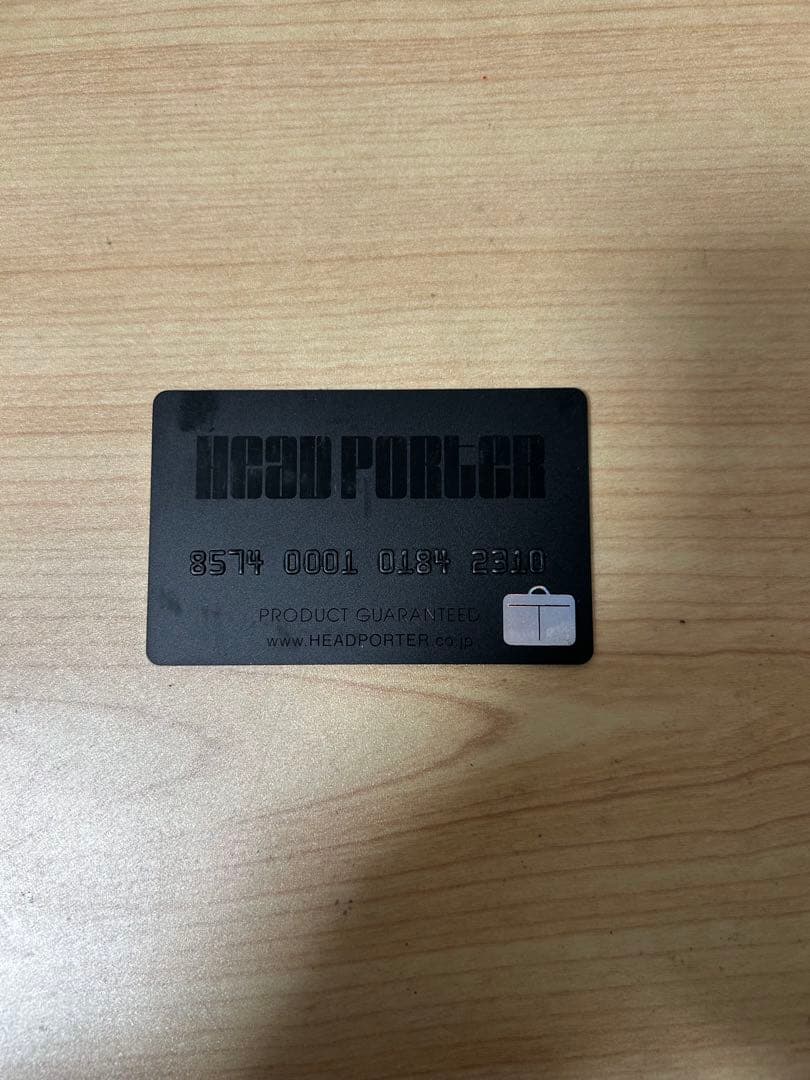 HEAD PORTER
8574 0001 0184 2310
PRODUCT GUARANTEED
www.HEADPORTER.co.jp